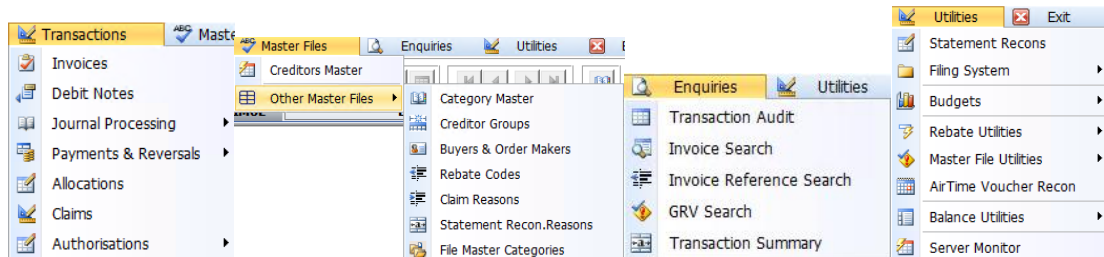 Transactions
Maste
Invoices
Debit Notes
Journal Processing
Payments & Reversals
Allocations
Claims
Authorisations
Master Files
Enquiries
Utilities
Creditors Master
Other Master Files
Category Master
Creditor Groups
Buyers & Order Makers
Rebate Codes
Claim Reasons
Statement Recon.Reasons
File Master Categories
Enquiries
Utilities
Transaction Audit
Invoice Search
Invoice Reference Search
GRV Search
Transaction Summary
Utilities
Exit
Statement Recons
Filing System
Budgets
Rebate Utilities
Master File Utilities
AirTime Voucher Recon
Balance Utilities
Server Monitor